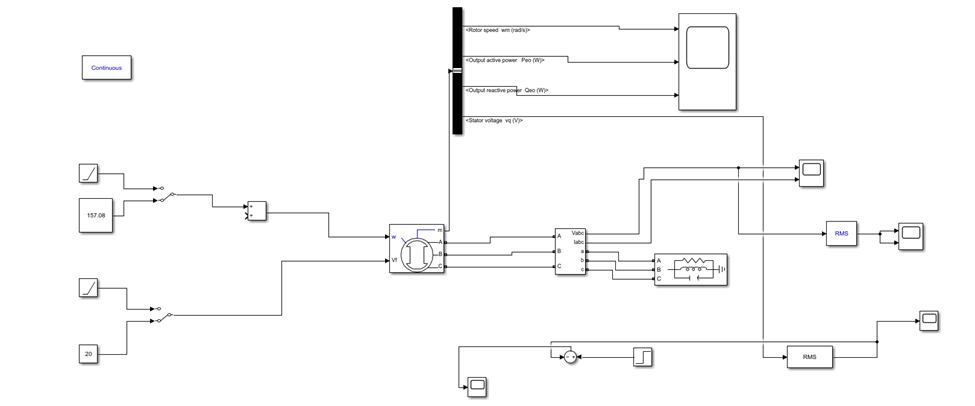 <Rotor speed wm (rad/s)>
Continuous
<Output active power Peo (W)>
<Output reactive power Qeo (W)>
<Stator voltage vq (V)>
157.08
+
+
w
m
A
Vf
B
C
A
Vabc
Iabc
B
a
b
C
c
A
B
C
RMS
20
RMS